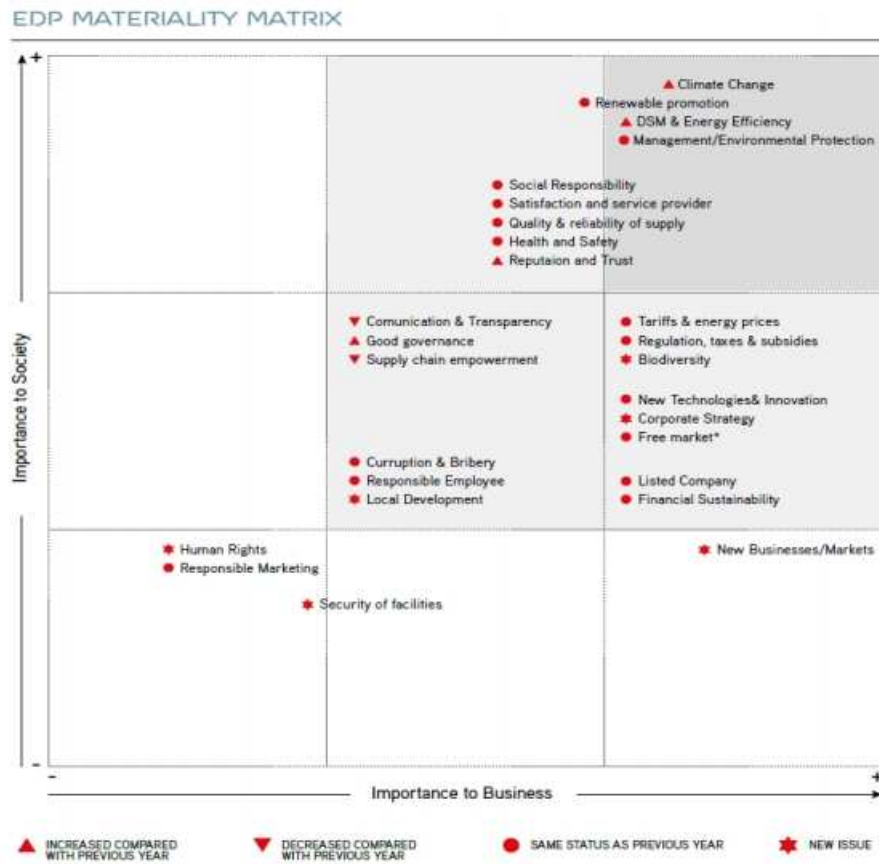 EDP MATERIALITY MATRIX
+
Climate Change
Renewable promotion
DSM & Energy Efficiency
Management/Environmental Protection
Social Responsibility
Satisfaction and service provider
Quality & reliability of supply
Health and Safety
Reputaion and Trust
Importance to Society
Comunication & Transparency
Good governance
Supply chain empowerment
Tariffs & energy prices
Regulation, taxes & subsidies
Biodiversity
New Technologies& Innovation
Corporate Strategy
Free market*
Curruption & Bribery
Responsible Employee
Local Development
Listed Company
Financial Sustainability
Human Rights
Responsible Marketing
New Businesses/Markets
Security of facilities
-
- +
Importance to Business
INCREASED COMPARED
WITH PREVIOUS YEAR
DECREASED COMPARED
WITH PREVIOUS YEAR
SAME STATUS AS PREVIOUS YEAR
NEW ISSUE